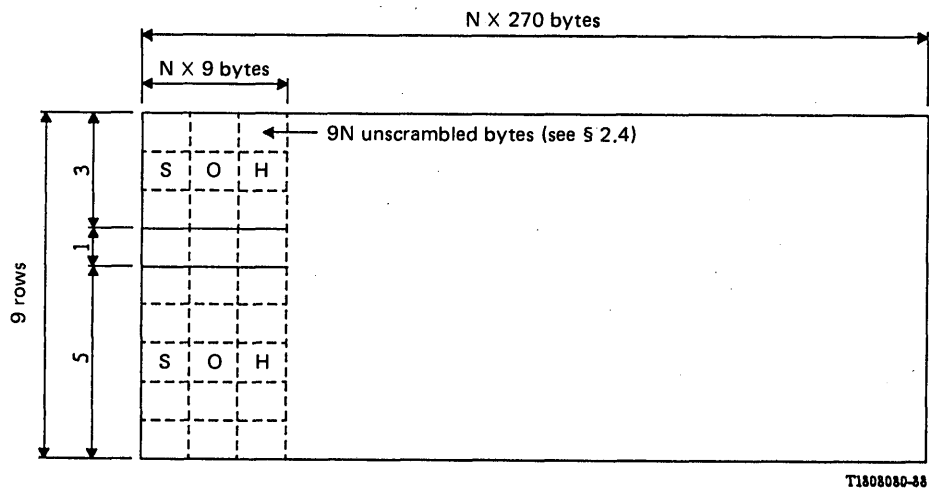 N X 270 bytes
N X 9 bytes
9N unscrambled bytes (see § 2.4)
S O H
3
1
9 rows
5
S O H
T1808080-88